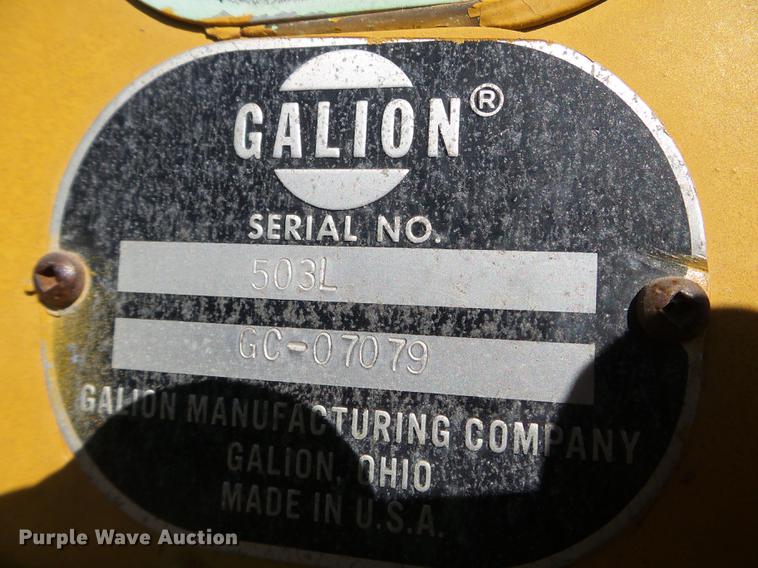 GALION®
SERIAL NO.
503L
GC-07079
GALION MANUFACTURING COMPANY
GALION, OHIO
MADE IN U.S.A.
Purple Wave Auction